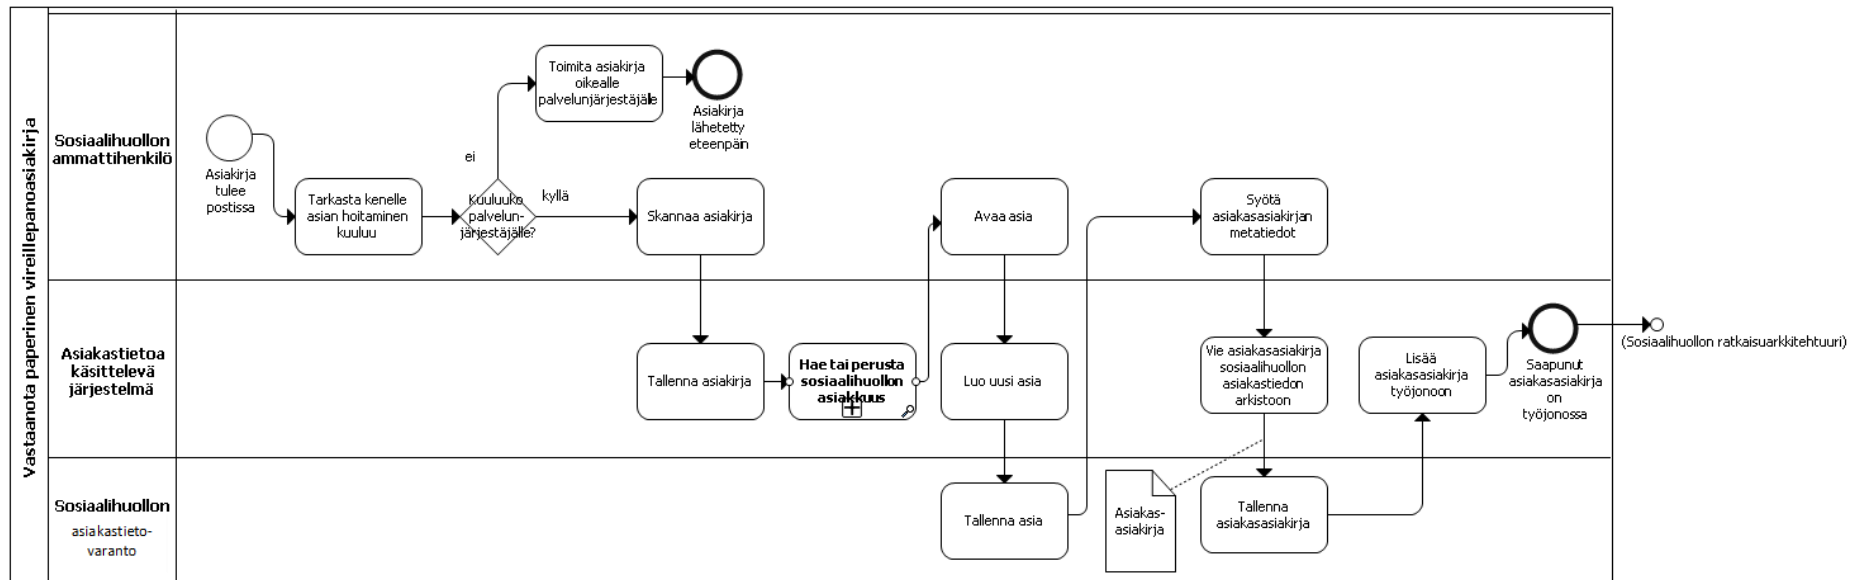 Vastaanota paperinen vireillepanoasiakirja
Sosiaalihuollon
ammattihenkilö
Asiakirja
tulee
postissa
Tarkasta kenelle
asian hoitaminen
kuuluu
Kuuluuko
palvelun-
järjestäjälle?
ei
kyllä
Toimita asiakirja
oikealle
palvelunjärjestäjäle
Asiakirja
lähetetty
eteenpäin
Skannaa asiakirja
Avaa asia
Syötä
asiakasasiakirjan
metatiedot
Asiakastietoa
käsittelevä
järjestelmä
Tallenna asiakirja
Hae tai perusta
sosiaalihuollon
asiakkuus
Luo uusi asia
Vie asiakasasiakirja
sosiaalihuollon
asiakastiedon
arkistoon
Lisää
asiakasasiakirja
työjonoon
Saapunut
asiakasasiakirja
on
työjonossa
(Sosiaalihuollon ratkaisuarkkitehtuuri)
Sosiaalihuollon
asiakastieto-
varanto
Tallenna asia
Asiakas-
asiakirja
Tallenna
asiakasasiakirja